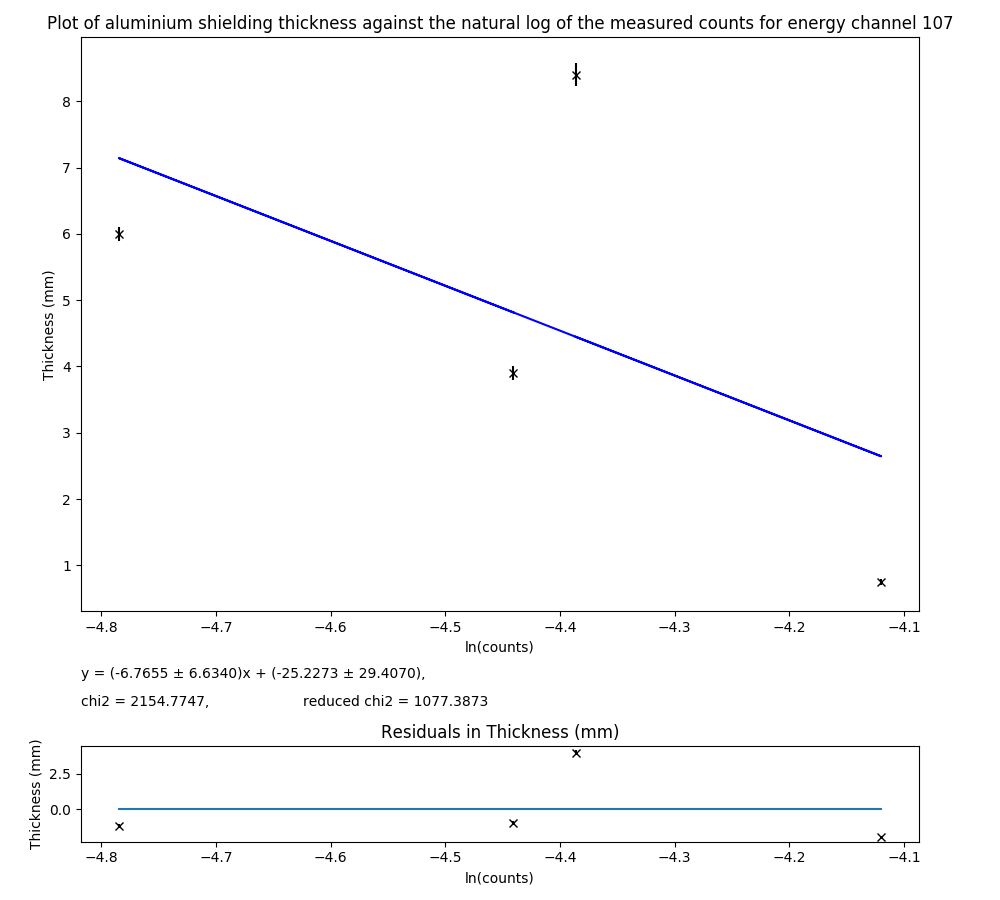 Plot of aluminium shielding thickness against the natural log of the measured counts for energy channel 107
Thickness (mm)
8
7
6
5
4
3
2
1
−4.8 −4.7 −4.6 −4.5 −4.4 −4.3 −4.2 −4.1
ln(counts)
y = (-6.7655 ± 6.6340)x + (-25.2273 ± 29.4070),
chi2 = 2154.7747, reduced chi2 = 1077.3873
Residuals in Thickness (mm)
Thickness (mm)
2.5
0.0
−4.8 −4.7 −4.6 −4.5 −4.4 −4.3 −4.2 −4.1
ln(counts)